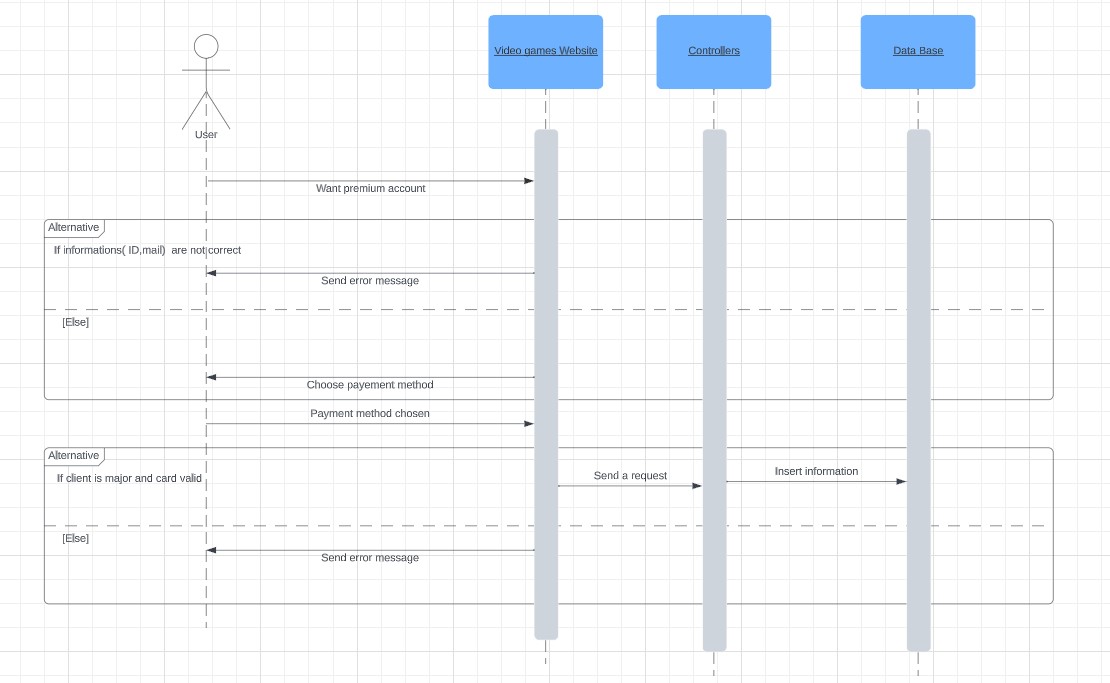 Video games Website
Controllers
Data Base
User
Want premium account
Alternative
If informations( ID,mail)  are not correct
Send error message
[Else]
Choose payement method
Payment method chosen
Alternative
If client is major and card valid
Send a request
Insert information
[Else]
Send error message